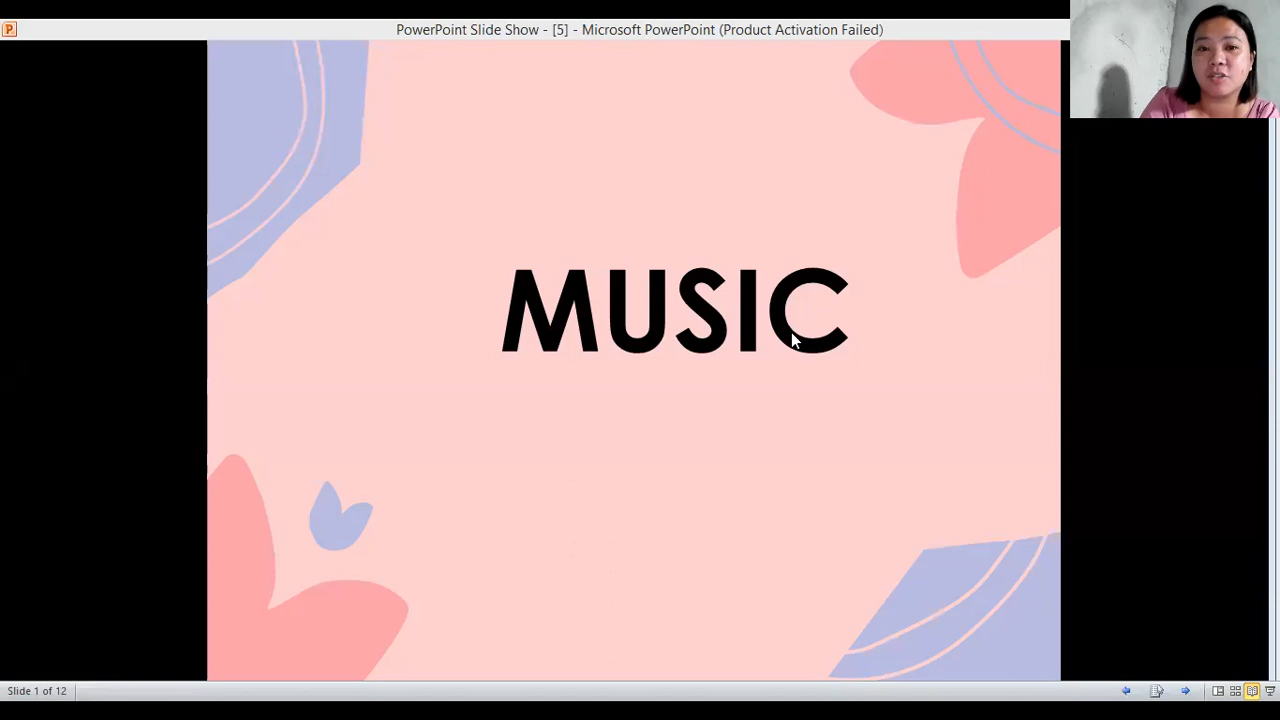 PowerPoint Slide Show - [5] - Microsoft PowerPoint (Product Activation Failed)
MUSIC
Slide 1 of 12